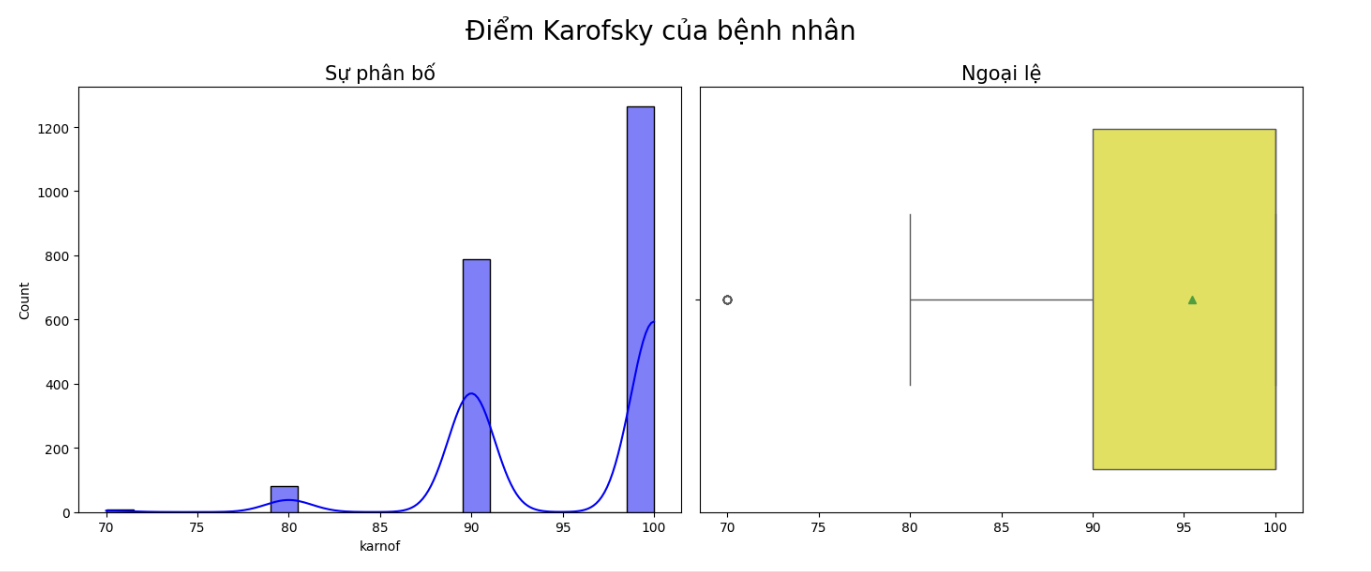 Điểm Karofsky của bệnh nhân
Sự phân bố
Ngoại lệ
1200
1000
800
600
400
200
0
Count
70 75 80 85 90 95 100
karnof
70 75 80 85 90 95 100